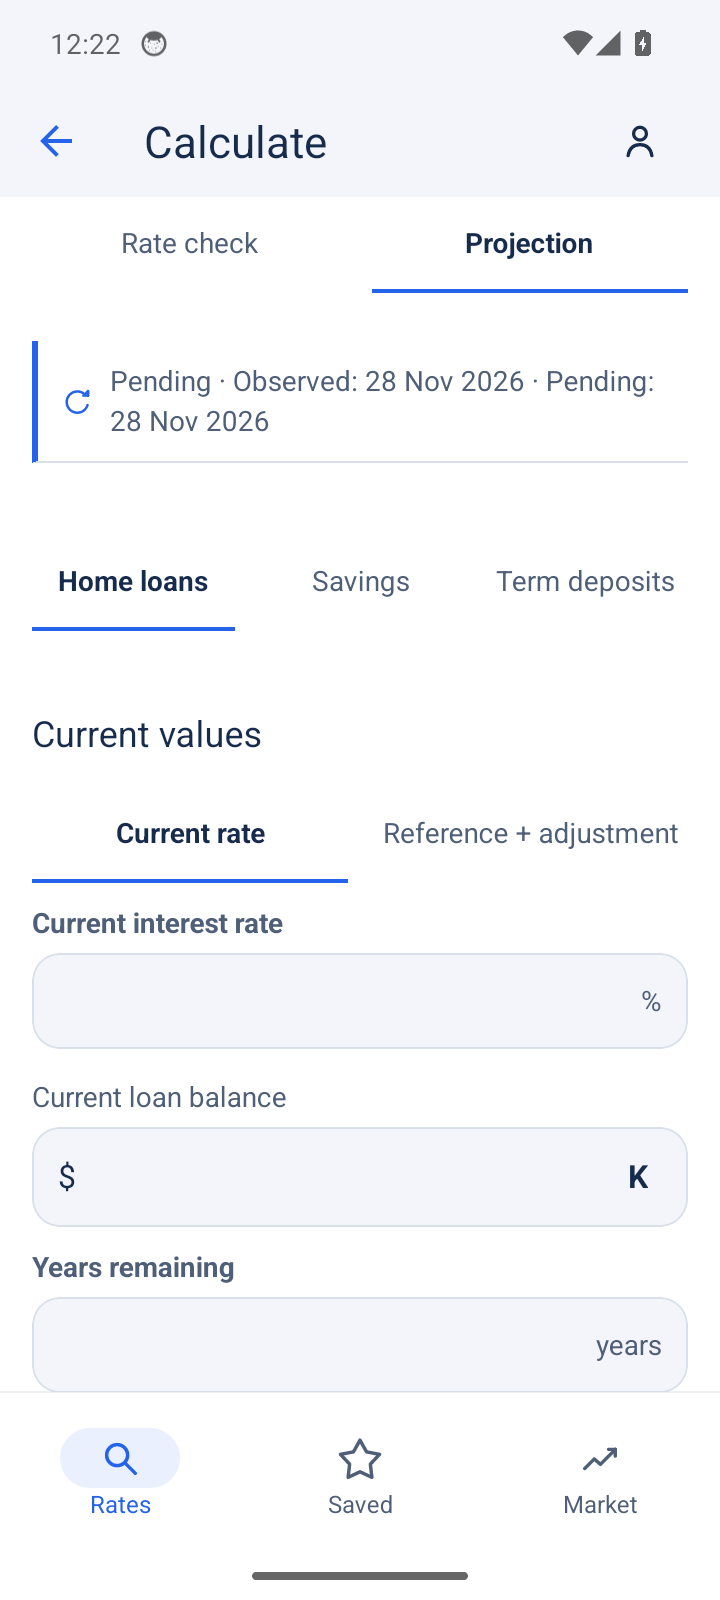 12:22
Calculate
Rate check
Projection
Pending · Observed: 28 Nov 2026 · Pending:
28 Nov 2026
Home loans
Savings
Term deposits
Current values
Current rate
Reference + adjustment
Current interest rate
%
Current loan balance
$ K
Years remaining
years
Rates
Saved
Market